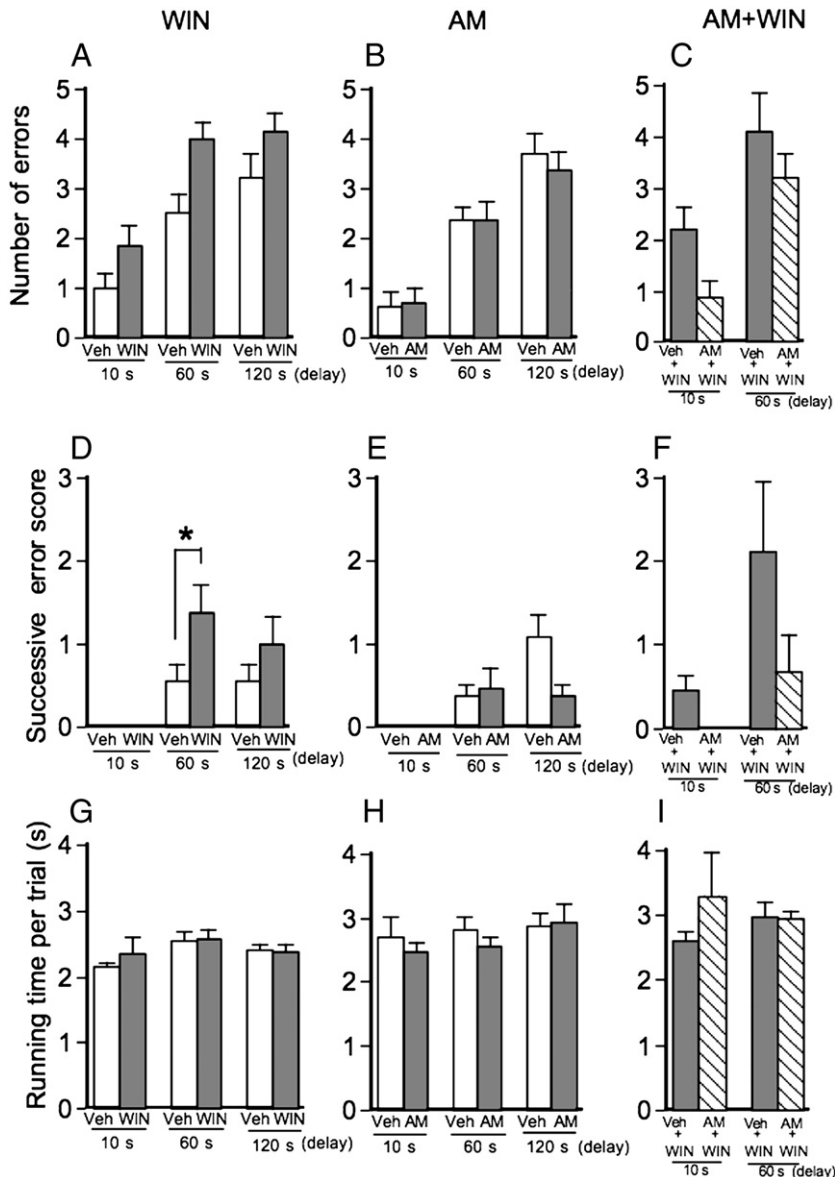 WIN AM AM+WIN
A B C
Number of errors
5 5 5
4 4 4
3 3 3
2 2 2
1 1 1
0 0 0
Veh WIN Veh WIN Veh WIN Veh AM Veh AM Veh AM Veh + WIN AM + WIN Veh + WIN AM + WIN
10 s 60 s 120 s (delay) 10 s 60 s 120 s 10s 60 s (delay)
D E F
Successive error score
3 3 3
*
2 2 2
1 1 1
0 0 0
Veh WIN Veh WIN Veh WIN Veh AM Veh AM Veh AM Veh + WIN AM + WIN Veh + WIN AM + WIN
10 s 60 s 120 s (delay) 10 s 60 s 120 s 10s 60 s (delay)
G H I
Running time per trial (s)
4 4 4
3 3 3
2 2 2
1 1 1
0 0 0
Veh WIN Veh WIN Veh WIN Veh AM Veh AM Veh AM Veh + WIN AM + WIN Veh + WIN AM + WIN
10 s 60 s 120 s (delay) 10 s 60 s 120 s 10s 60 s (delay)